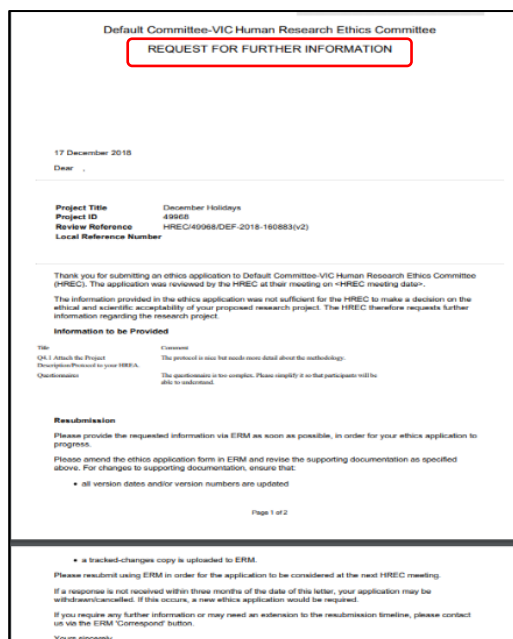 Default Committee-VIC Human Research Ethics Committee
REQUEST FOR FURTHER INFORMATION
17 December 2018
Dear ,
Project Title December Holidays
Project ID 49968
Review Reference HREC/49968/DEF-2018-160883(v2)
Local Reference Number
Thank you for submitting an ethics application to Default Committee-VIC Human Research Ethics Committee
(HREC). The application was reviewed by the HREC at their meeting on <HREC meeting date>.
The information provided in the ethics application was not sufficient for the HREC to make a decision on the
ethical and scientific acceptability of your proposed research project. The HREC therefore requests further
information regarding the research project.
Information to be Provided
Title Comment
Q4.1 Attach the Project The protocol is nice but needs more detail about the methodology.
Description/Protocol to your HREA.
Questionnaires The questionnaire is too complex. Please simplify it so that participants will be
able to understand.
Resubmission
Please provide the requested information via ERM as soon as possible, in order for your ethics application to
progress.
Please amend the ethics application form in ERM and revise the supporting documentation as specified
above. For changes to supporting documentation, ensure that:
• all version dates and/or version numbers are updated
Page 1 of 2
• a tracked-changes copy is uploaded to ERM.
Please resubmit using ERM in order for the application to be considered at the next HREC meeting.
If a response is not received within three months of the date of this letter, your application may be
withdrawn/cancelled. If this occurs, a new ethics application would be required.
If you require any further information or may need an extension to the resubmission timeline, please contact
us via the ERM 'Correspond' button.
Yours sincerely